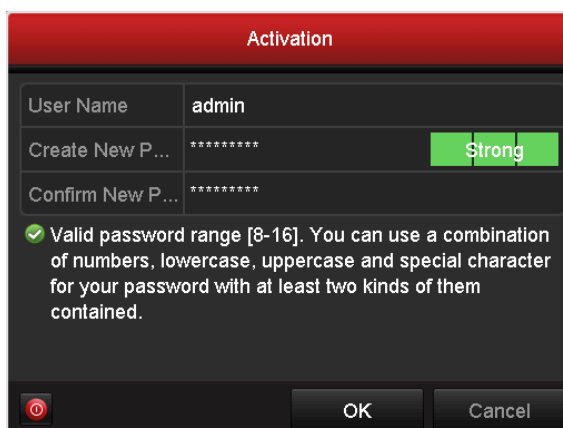 Activation
User Name admin
Create New P... ********* Strong
Confirm New P... *********
Valid password range [8-16]. You can use a combination
of numbers, lowercase, uppercase and special character
for your password with at least two kinds of them
contained.
OK Cancel